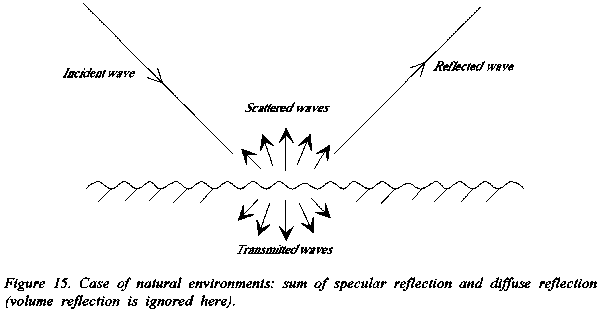 Incident wave
Reflected wave
Scattered waves
Transmitted waves
Figure 15. Case of natural environments: sum of specular reflection and diffuse reflection
(volume reflection is ignored here).